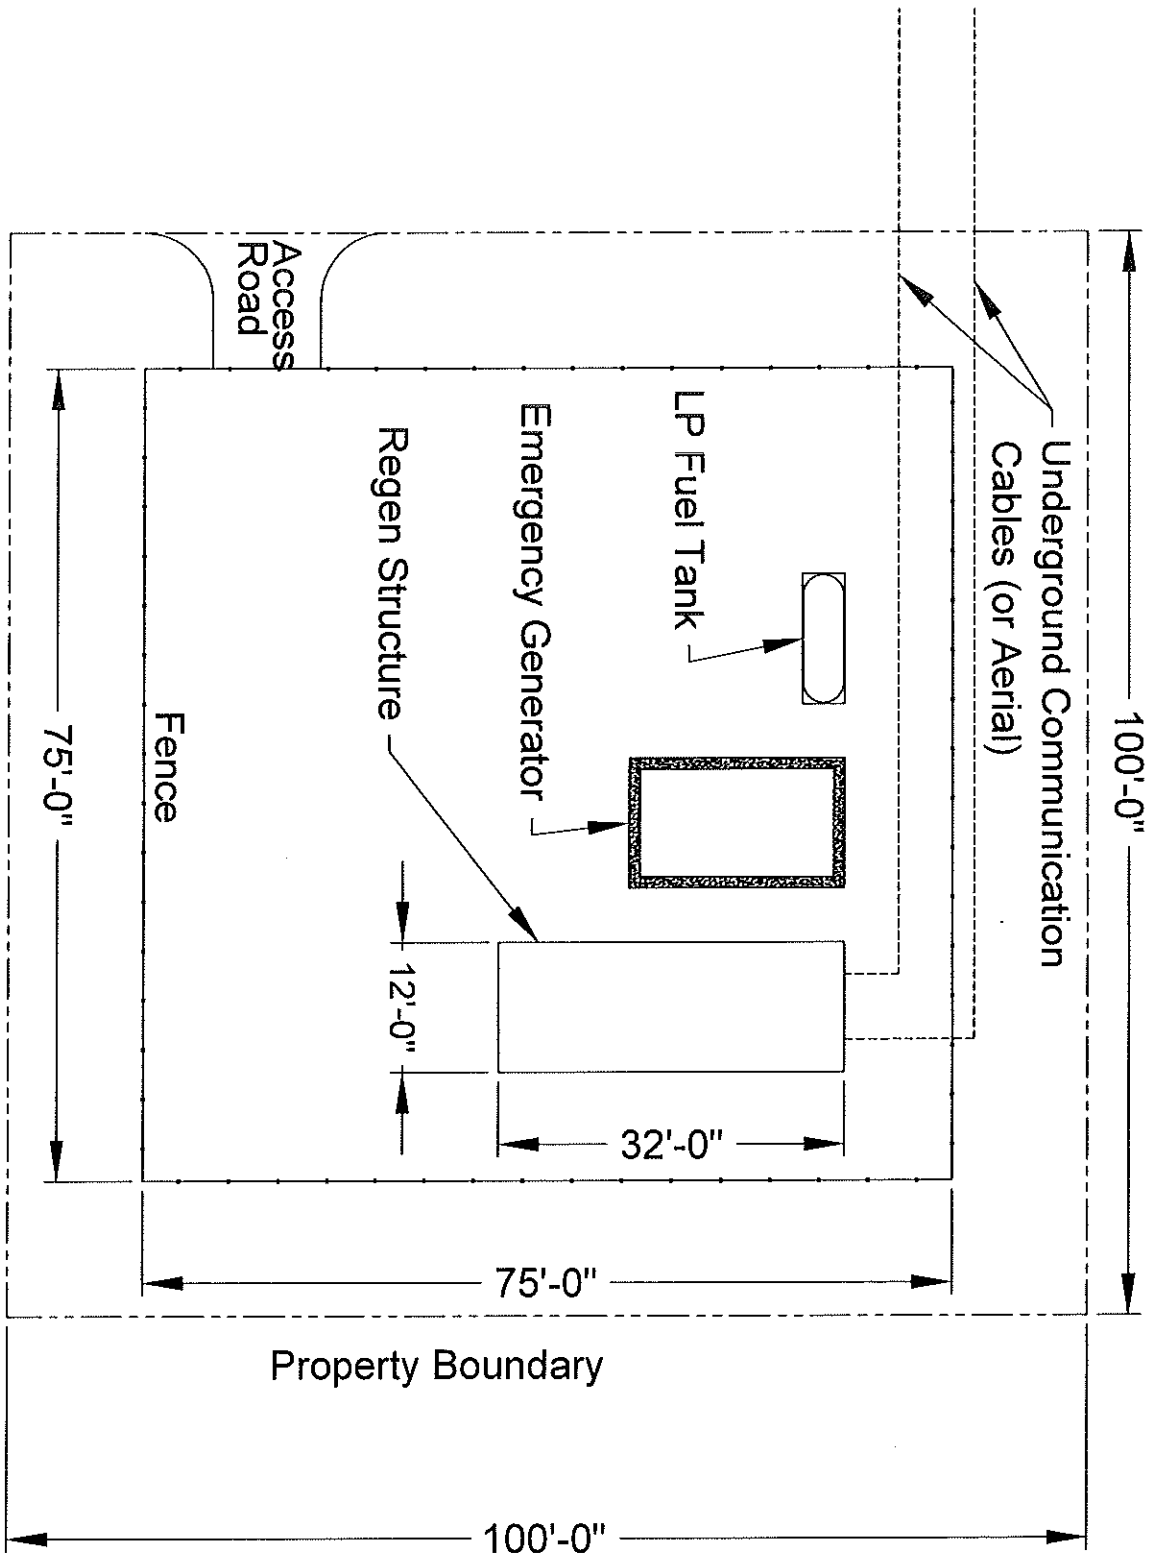 100'-0"
Underground Communication
Cables (or Aerial)
LP Fuel Tank
Emergency Generator
Regen Structure
Access
Road
Fence
75'-0"
12'-0"
32'-0"
75'-0"
Property Boundary
100'-0"